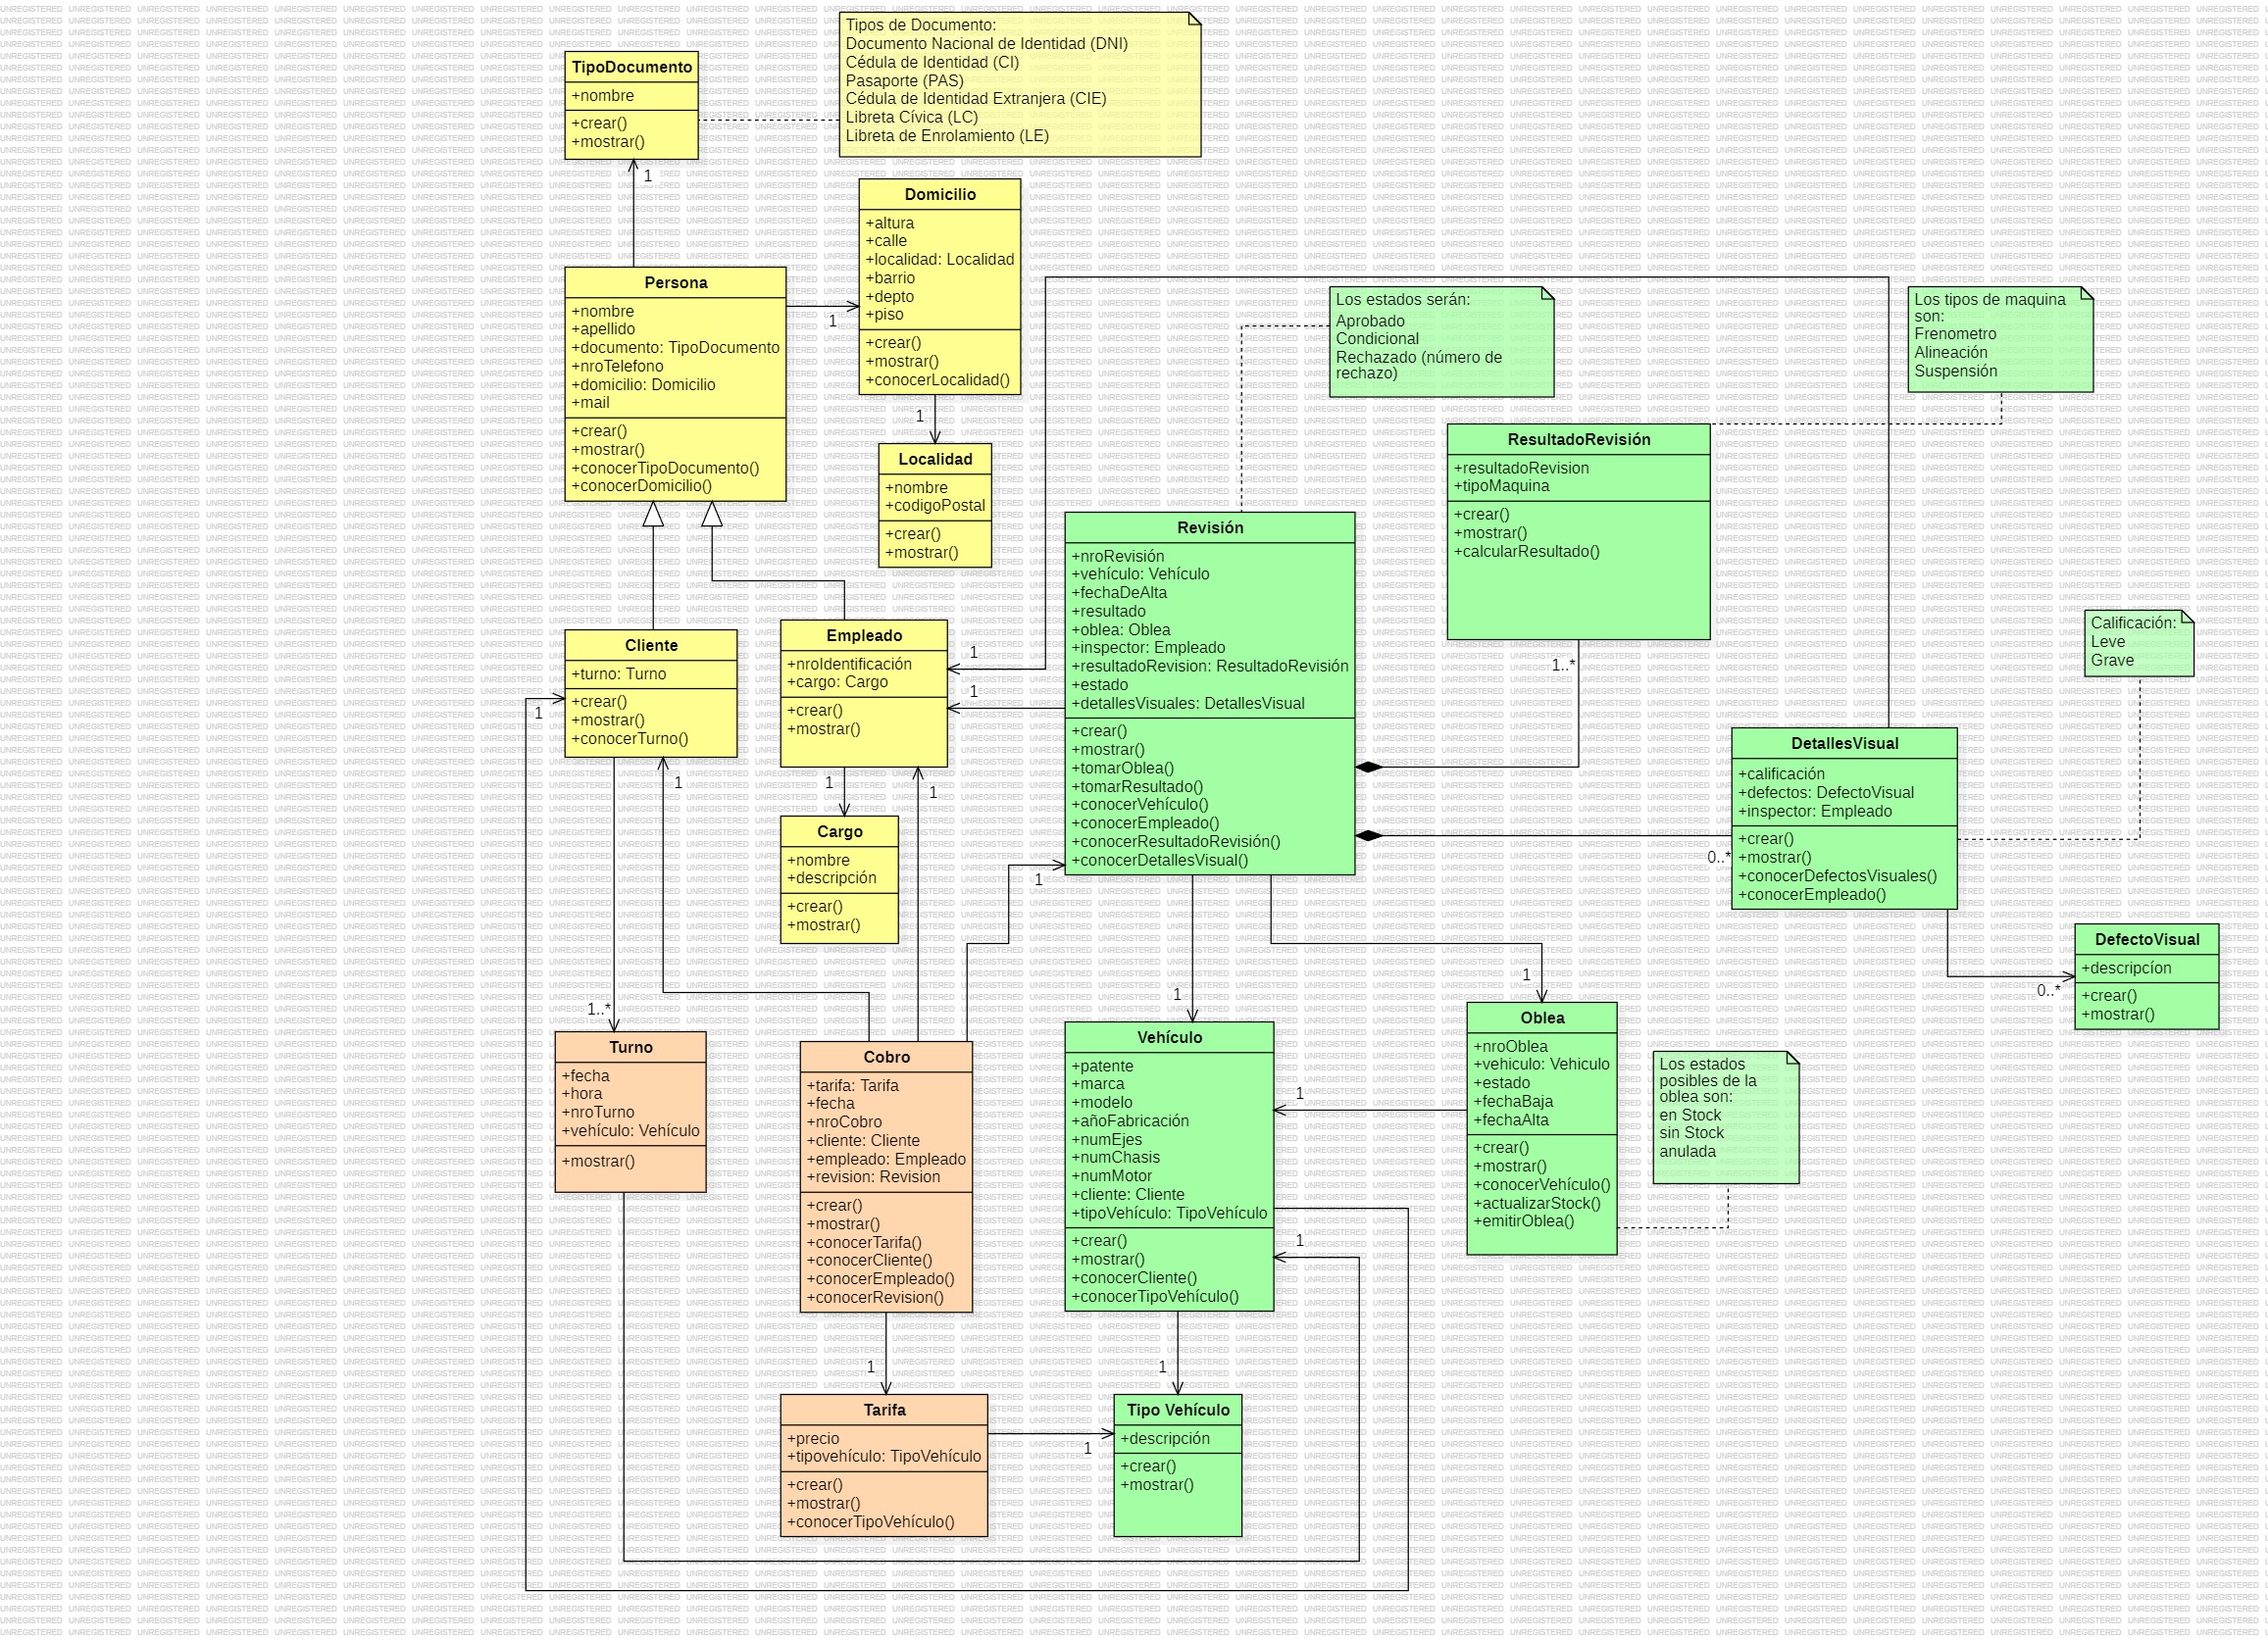 Tipos de Documento:
Documento Nacional de Identidad (DNI)
Cédula de Identidad (CI)
Pasaporte (PAS)
Cédula de Identidad Extranjera (CIE)
Libreta Cívica (LC)
Libreta de Enrolamiento (LE)
TipoDocumento
+nombre
+crear()
+mostrar()
1
Domicilio
+altura
+calle
+localidad: Localidad
+barrio
+depto
+piso
+crear()
+mostrar()
+conocerLocalidad()
1
1
Persona
+nombre
+apellido
+documento: TipoDocumento
+nroTelefono
+domicilio: Domicilio
+mail
+crear()
+mostrar()
+conocerTipoDocumento()
+conocerDomicilio()
Localidad
+nombre
+codigoPostal
+crear()
+mostrar()
Los estados serán:
Aprobado
Condicional
Rechazado (número de
rechazo)
Los tipos de maquina
son:
Frenometro
Alineación
Suspensión
ResultadoRevisión
+resultadoRevision
+tipoMaquina
+crear()
+mostrar()
+calcularResultado()
1..*
Revisión
+nroRevisión
+vehículo: Vehículo
+fechaDeAlta
+resultado
+oblea: Oblea
+inspector: Empleado
+resultadoRevision: ResultadoRevisión
+estado
+detallesVisuales: DetallesVisual
+crear()
+mostrar()
+tomarOblea()
+tomarResultado()
+conocerVehículo()
+conocerEmpleado()
+conocerResultadoRevisión()
+conocerDetallesVisual()
Calificación:
Leve
Grave
Cliente
+turno: Turno
+crear()
+mostrar()
+conocerTurno()
1
1
Empleado
+nroIdentificación
+cargo: Cargo
+crear()
+mostrar()
1
1
1
1
Cargo
+nombre
+descripción
+crear()
+mostrar()
1
DetallesVisual
+calificación
+defectos: DefectoVisual
+inspector: Empleado
+crear()
+mostrar()
+conocerDefectosVisuales()
+conocerEmpleado()
0..*
DefectoVisual
+descripcíon
+crear()
+mostrar()
0..*
1..*
Turno
+fecha
+hora
+nroTurno
+vehículo: Vehículo
+mostrar()
Cobro
+tarifa: Tarifa
+fecha
+nroCobro
+cliente: Cliente
+empleado: Empleado
+revision: Revision
+crear()
+mostrar()
+conocerTarifa()
+conocerCliente()
+conocerEmpleado()
+conocerRevision()
1
1
Vehículo
+patente
+marca
+modelo
+añoFabricación
+numEjes
+numChasis
+numMotor
+cliente: Cliente
+tipoVehículo: TipoVehículo
+crear()
+mostrar()
+conocerCliente()
+conocerTipoVehículo()
1
1
1
1
Oblea
+nroOblea
+vehiculo: Vehiculo
+estado
+fechaBaja
+fechaAlta
+crear()
+mostrar()
+conocerVehículo()
+actualizarStock()
+emitirOblea()
Los estados
posibles de la
oblea son:
en Stock
sin Stock
anulada
Tarifa
+precio
+tipovehículo: TipoVehículo
+crear()
+mostrar()
+conocerTipoVehículo()
1
Tipo Vehículo
+descripción
+crear()
+mostrar()